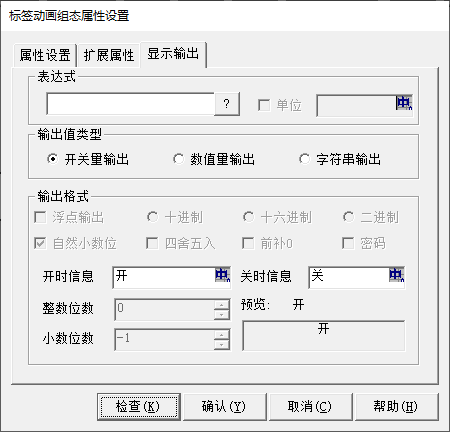 标签动画组态属性设置
属性设置 扩展属性 显示输出
表达式
? 单位 中A
输出值类型
开关量输出 数值量输出 字符串输出
输出格式
浮点输出 十进制 十六进制 二进制
自然小数位 四舍五入 前补0 密码
开时信息 开 中A 关时信息 关 中A
整数位数 0 预览: 开
小数位数 -1 开
检查(K) 确认(Y) 取消(C) 帮助(H)